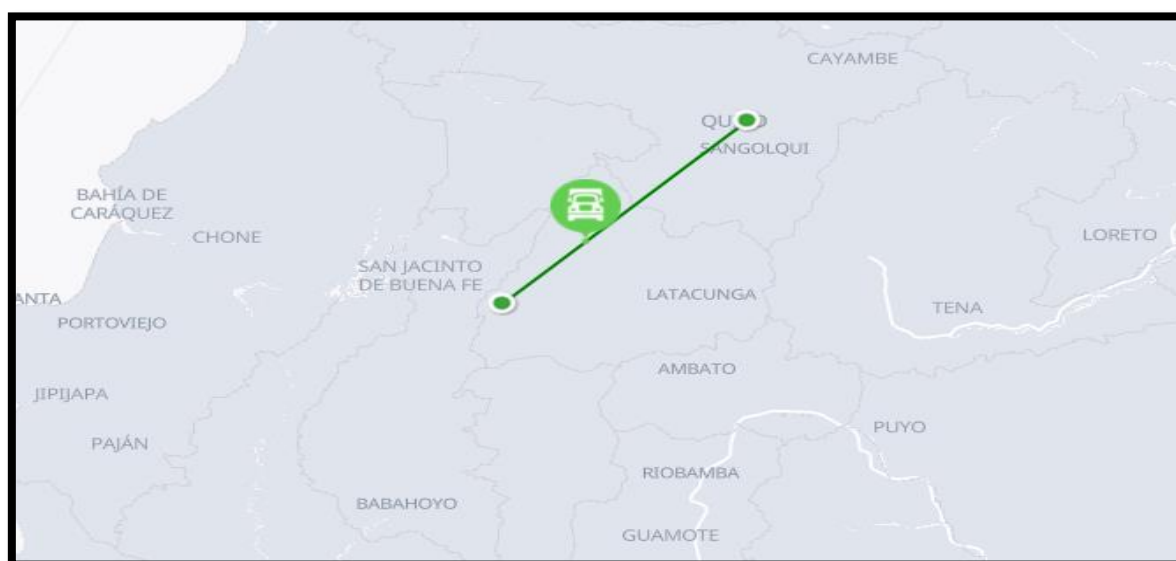 CAYAMBE
QUITO
SANGOLQUI
BAHÍA DE
CARÁQUEZ
CHONE
LORETO
SAN JACINTO
DE BUENA FE
ANTA
LATACUNGA
TENA
PORTOVIEJO
AMBATO
JIPIJAPA
PUYO
PAJÁN
RIOBAMBA
BABAHOYO
GUAMOTE